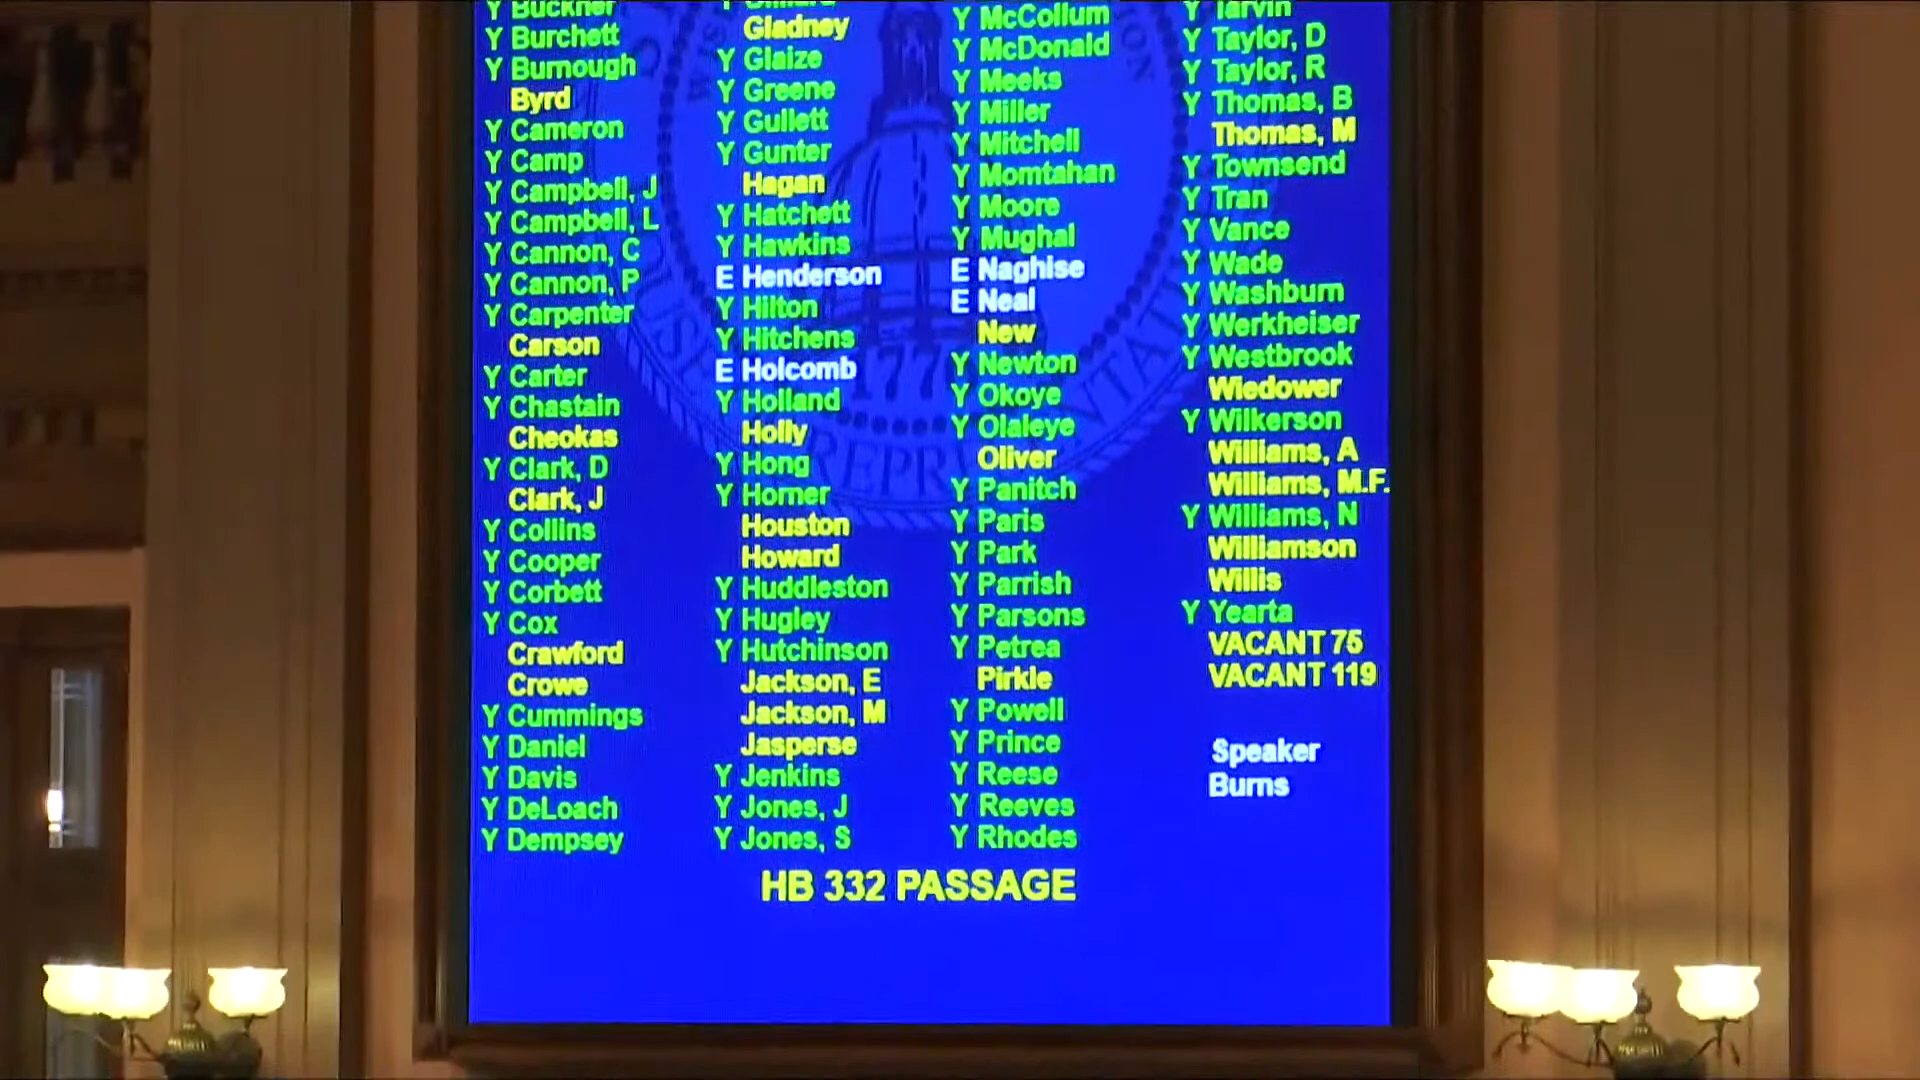 Y Buckner
Y Burchett
Y Burnough
Byrd
Y Cameron
Y Camp
Y Campbell, J
Y Campbell, L
Y Cannon, C
Y Cannon, P
Y Carpenter
Carson
Y Carter
Y Chastain
Cheokas
Y Clark, D
Clark, J
Y Collins
Y Cooper
Y Corbett
Y Cox
Crawford
Crowe
Y Cummings
Y Daniel
Y Davis
Y DeLoach
Y Dempsey
Gladney
Y Glaize
Y Greene
Y Gullett
Y Gunter
Hagan
Y Hatchett
Y Hawkins
E Henderson
Y Hilton
Y Hitchens
E Holcomb
Y Holland
Holly
Y Hong
Y Horner
Houston
Howard
Y Huddleston
Y Hugley
Y Hutchinson
Jackson, E
Jackson, M
Jasperse
Y Jenkins
Y Jones, J
Y Jones, S
Y McCollum
Y McDonald
Y Meeks
Y Miller
Y Mitchell
Y Momtahan
Y Moore
Y Mughal
E Naghise
E Neal
New
Y Newton
Y Okoye
Y Olaleye
Oliver
Y Panitch
Y Paris
Y Park
Y Parrish
Y Parsons
Y Petrea
Pirkle
Y Powell
Y Prince
Y Reese
Y Reeves
Y Rhodes
Y Tarvin
Y Taylor, D
Y Taylor, R
Y Thomas, B
Thomas, M
Y Townsend
Y Tran
Y Vance
Y Wade
Y Washburn
Y Werkheiser
Y Westbrook
Wiedower
Y Wilkerson
Williams, A
Williams, M.F.
Y Williams, N
Williamson
Willis
Y Yearta
VACANT 75
VACANT 119
Speaker
Burns
HB 332 PASSAGE